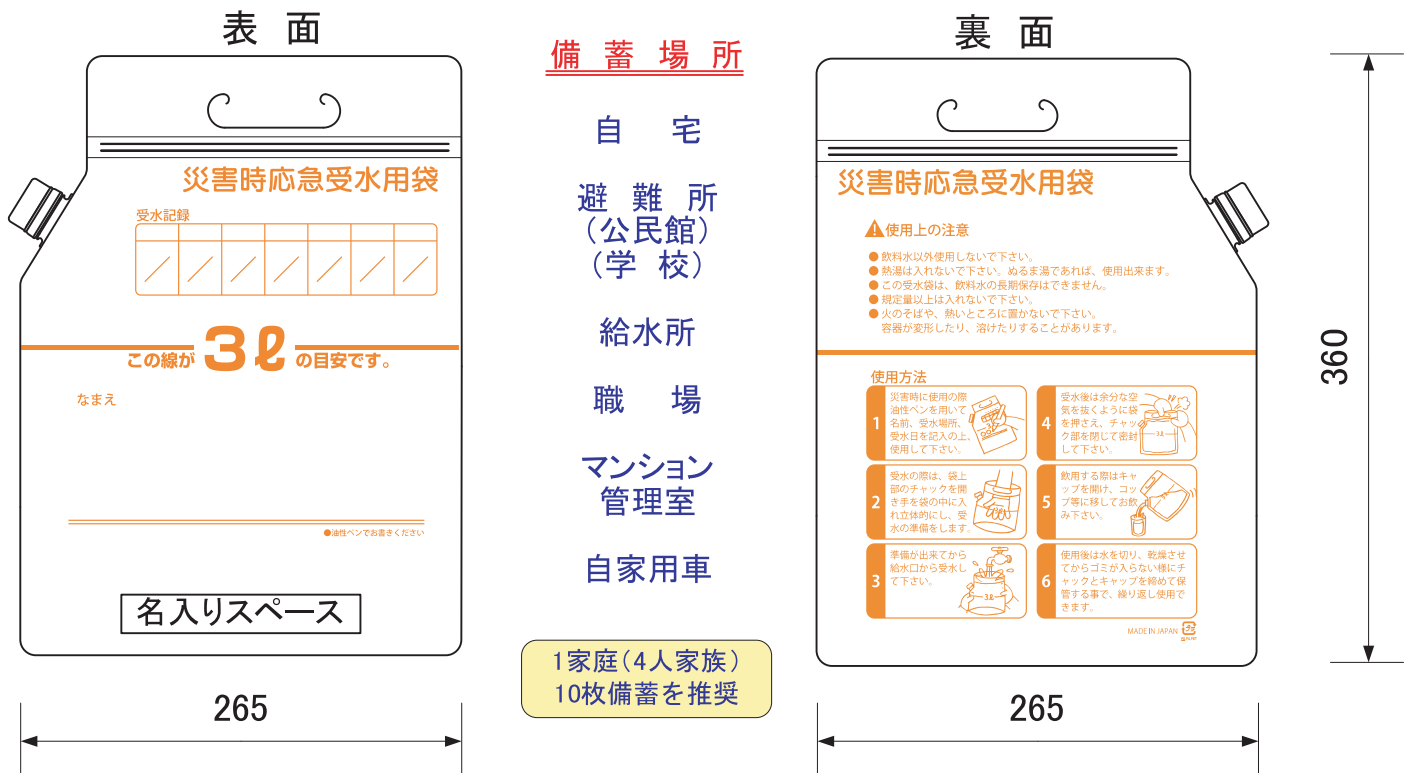 表 面
災害時応急受水用袋
受水記録
この線が 3ℓ の目安です。
なまえ
●油性ペンでお書きください
名入りスペース
265
備 蓄 場 所
自 宅
避 難 所
(公民館)
(学 校)
給水所
職 場
マンション
管理室
自家用車
1家庭(4人家族)
10枚備蓄を推奨
裏 面
災害時応急受水用袋
使用上の注意
● 飲料水以外使用しないで下さい。
● 熱湯は入れないで下さい。ぬるま湯であれば、使用出来ます。
● この受水袋は、飲料水の長期保存はできません。
● 規定量以上は入れないで下さい。
● 火のそばや、熱いところに置かないで下さい。
容器が変形したり、溶けたりすることがあります。
使用方法
1
災害時に使用の際
油性ペンを用いて
名前、受水場所、
受水日を記入の上、
使用して下さい。
2
受水の際は、袋上
部のチャックを開
き手を袋の中に入
れ立体的にし、受
水の準備をします。
3
準備が出来てから
給水口から受水し
て下さい。
3ℓ
4
受水後は余分な空
気を抜くように袋
を押さえ、チャッ
ク部を閉じて密封
して下さい。
3ℓ
5
飲用する際はキャ
ップを開け、コッ
プ等に移してお飲
み下さい。
6
使用後は水を切り、乾燥させ
てからゴミが入らない様にチ
ャックとキャップを締めて保
管する事で、繰り返し使用で
きます。
MADE IN JAPAN
プラ
265
360